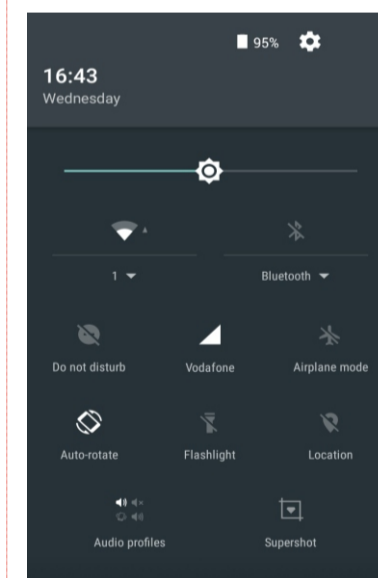 95%
16:43
Wednesday
1 Bluetooth
Do not disturb Vodafone Airplane mode
Auto-rotate Flashlight Location
Audio profiles Supershot